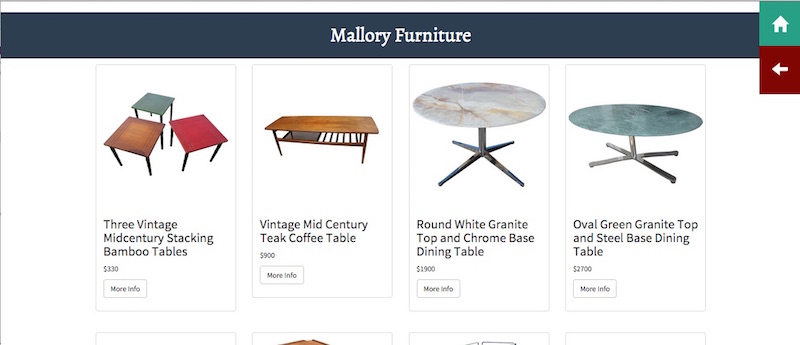 Mallory Furniture
Three Vintage
Midcentury Stacking
Bamboo Tables
$330
More Info
Vintage Mid Century
Teak Coffee Table
$900
More Info
Round White Granite
Top and Chrome Base
Dining Table
$1900
More Info
Oval Green Granite Top
and Steel Base Dining
Table
$2700
More Info